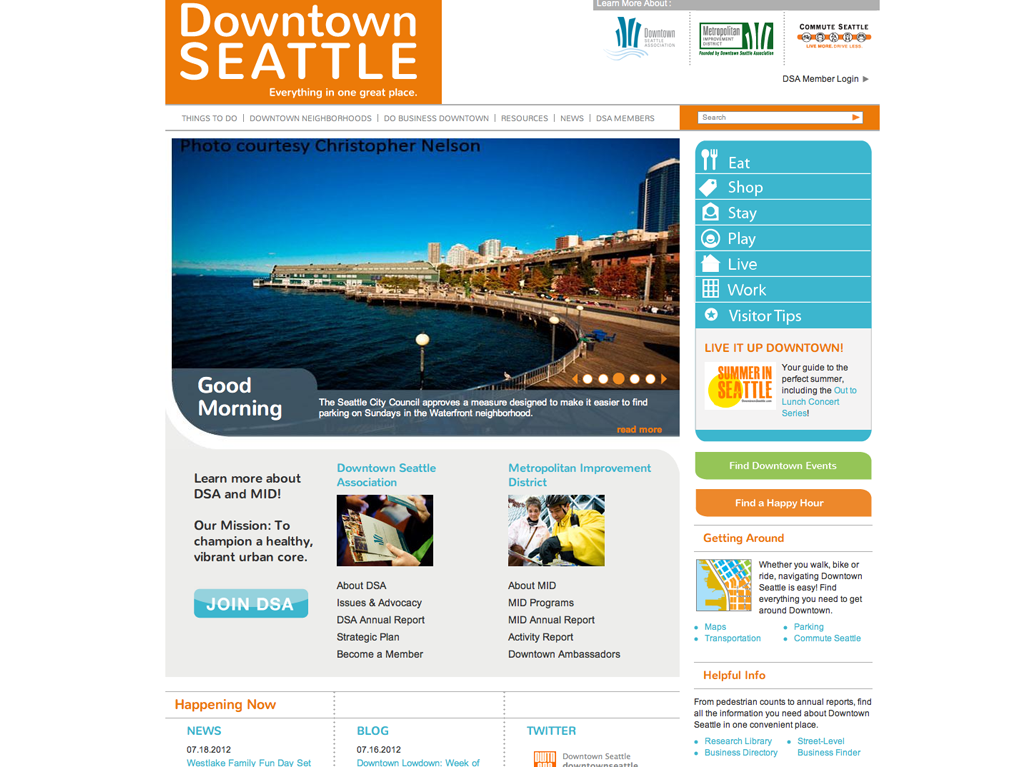 Learn More About :
Downtown
SEATTLE
Everything in one great place.
Downtown
SEATTLE
ASSOCIATION
Metropolitan
IMPROVEMENT
DISTRICT
Founded by Downtown Seattle Association
COMMUTE SEATTLE
LIVE MORE. DRIVE LESS.
DSA Member Login
THINGS TO DO | DOWNTOWN NEIGHBORHOODS | DO BUSINESS DOWNTOWN | RESOURCES | NEWS | DSA MEMBERS
Search
Photo courtesy Christopher Nelson
Good
Morning
The Seattle City Council approves a measure designed to make it easier to find
parking on Sundays in the Waterfront neighborhood.
read more
Eat
Shop
Stay
Play
Live
Work
Visitor Tips
LIVE IT UP DOWNTOWN!
SUMMER IN
SEATTLE
Your guide to the
perfect summer,
including the Out to
Lunch Concert
Series!
Find Downtown Events
Find a Happy Hour
Learn more about
DSA and MID!
Our Mission: To
champion a healthy,
vibrant urban core.
JOIN DSA
Downtown Seattle
Association
About DSA
Issues & Advocacy
DSA Annual Report
Strategic Plan
Become a Member
Metropolitan Improvement
District
About MID
MID Programs
MID Annual Report
Activity Report
Downtown Ambassadors
Getting Around
Whether you walk, bike or
ride, navigating Downtown
Seattle is easy! Find
everything you need to get
around Downtown.
Maps
Transportation
Parking
Commute Seattle
Helpful Info
From pedestrian counts to annual reports, find
all the information you need about Downtown
Seattle in one convenient place.
Research Library
Business Directory
Street-Level
Business Finder
Happening Now
NEWS
07.18.2012
Westlake Family Fun Day Set
BLOG
07.16.2012
Downtown Lowdown: Week of
TWITTER
Downtown Seattle
downtownseattle